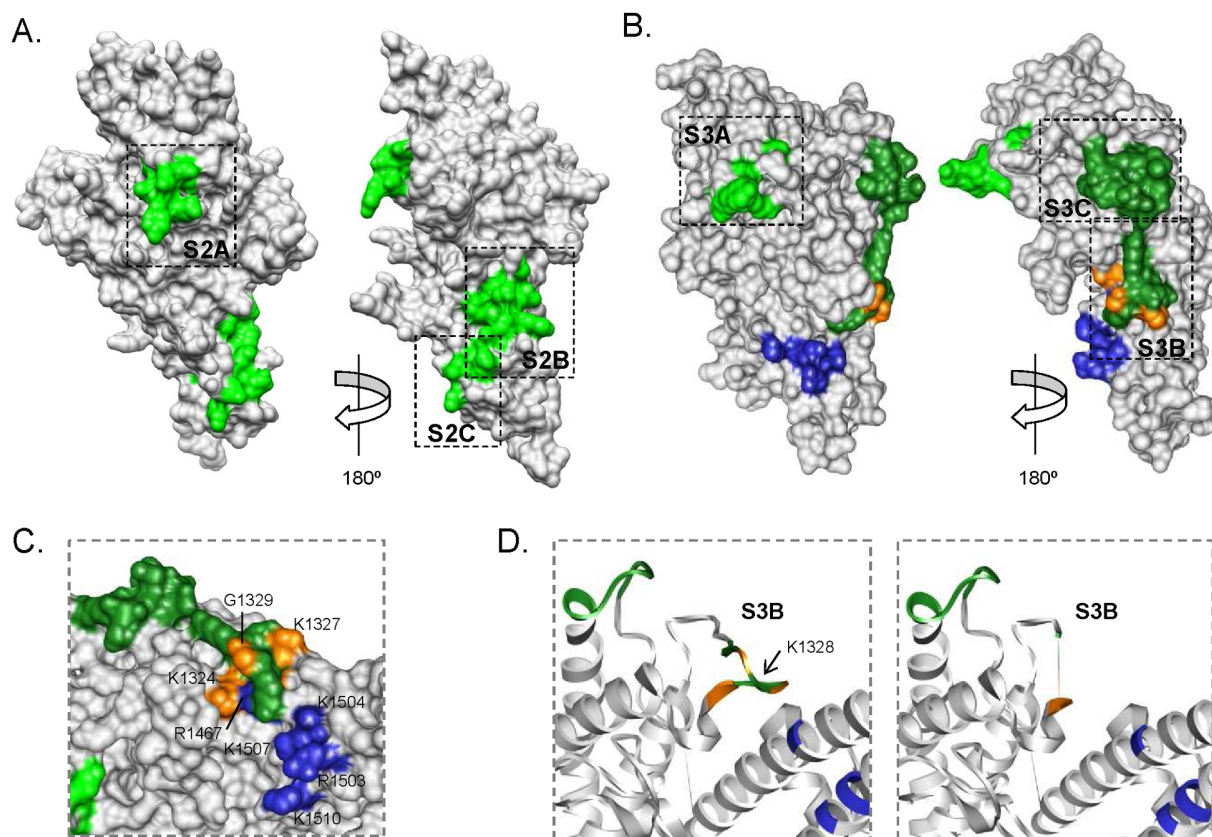 A.
B.
S2A
S2B
S2C
180º
S3A
S3C
S3B
180º
C.
G1329
K1327
K1324
K1504
R1467
K1507
R1503
K1510
D.
S3B
K1328
S3B